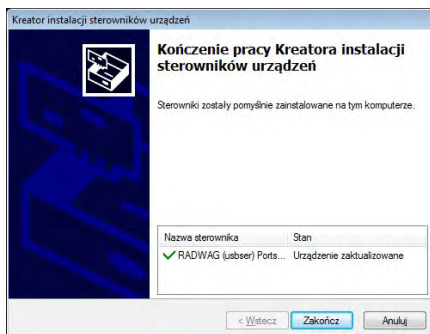 Kreator instalacji sterowników urządzeń
Kończenie pracy Kreatora instalacji
sterowników urządzeń
Sterowniki zostały pomyślnie zainstalowane na tym komputerze.
Nazwa sterownika Stan
RADWAG (usbser) Ports... Urządzenie zaktualizowane
< Wstecz Zakończ Anuluj